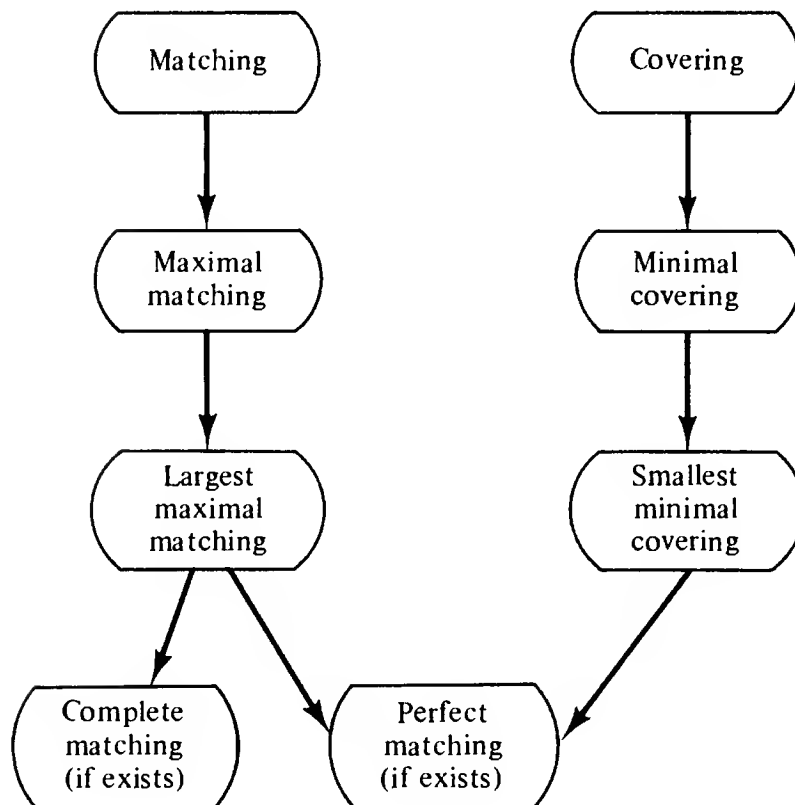 Matching
Covering
Maximal
matching
Minimal
covering
Largest
maximal
matching
Smallest
minimal
covering
Complete
matching
(if exists)
Perfect
matching
(if exists)